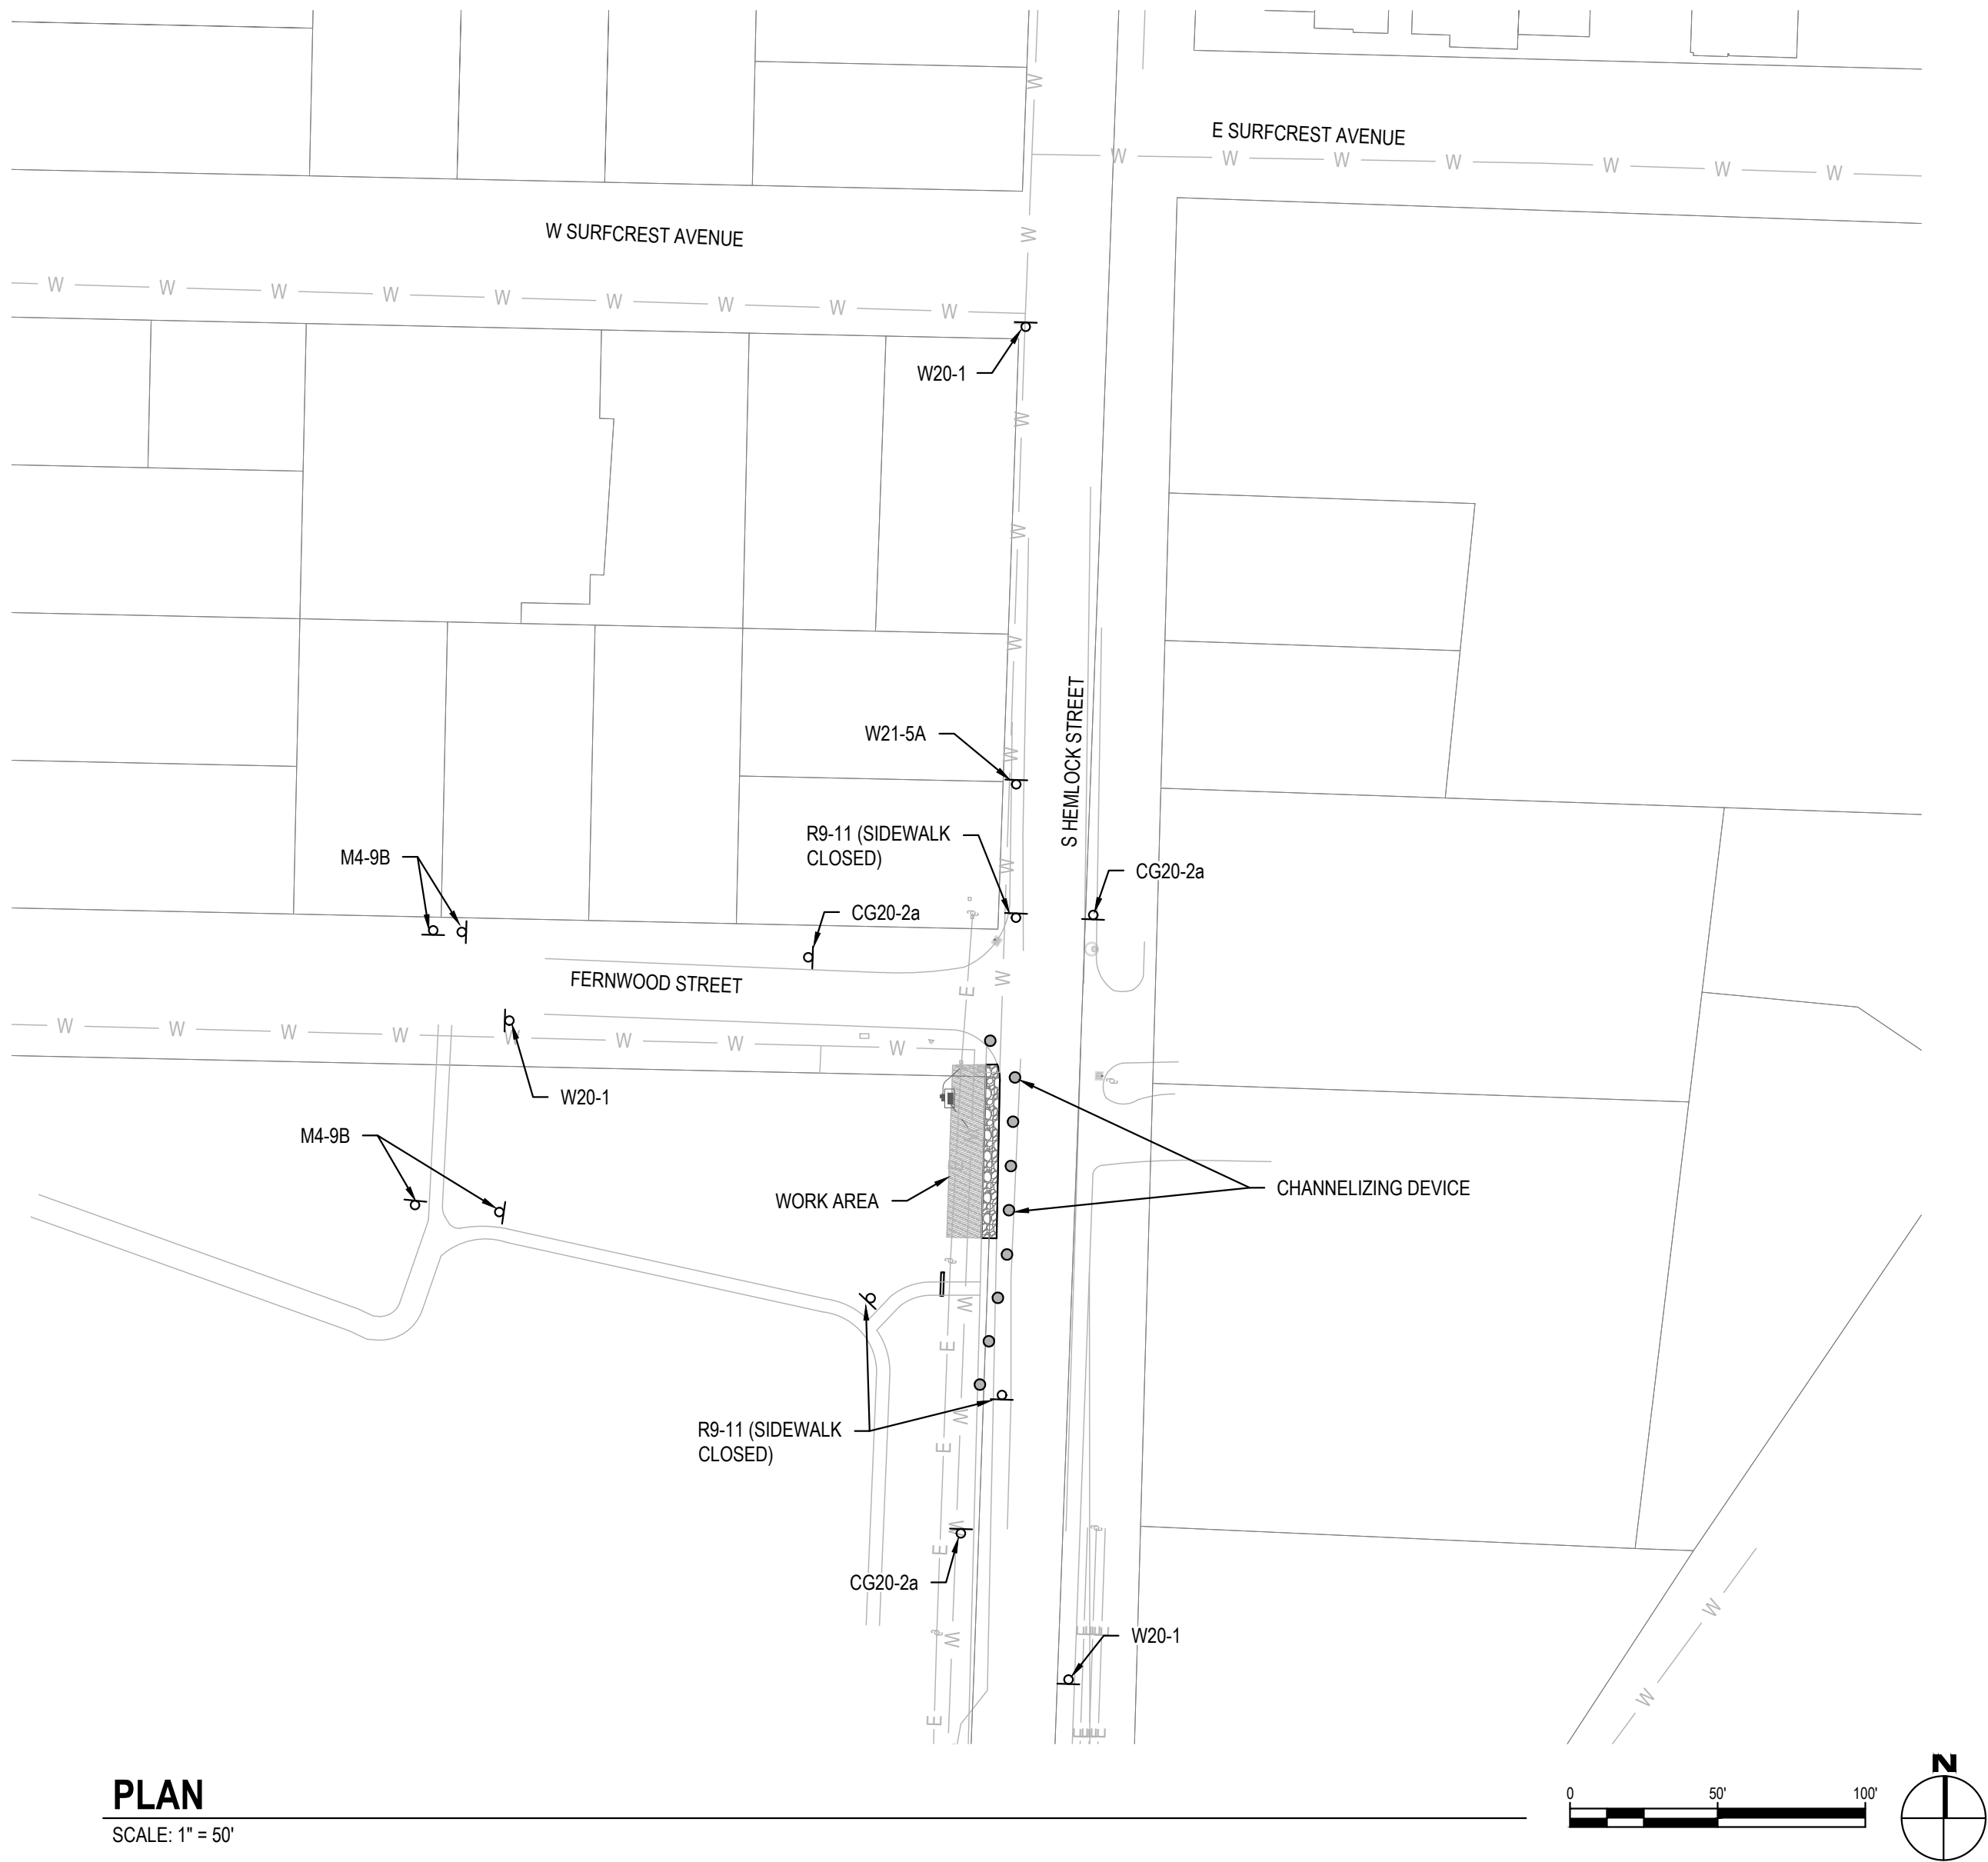 E SURFCREST AVENUE
W W W W W W W W
W SURFCREST AVENUE
W W W W W W W W W
W20-1
S HEMLOCK STREET
W21-5A
R9-11 (SIDEWALK
CLOSED)
M4-9B
CG20-2a
CG20-2a
FERNWOOD STREET
W W W W W W W W
W20-1
M4-9B
WORK AREA
CHANNELIZING DEVICE
R9-11 (SIDEWALK
CLOSED)
CG20-2a
W20-1
PLAN
SCALE: 1" = 50'
0 50' 100'
N